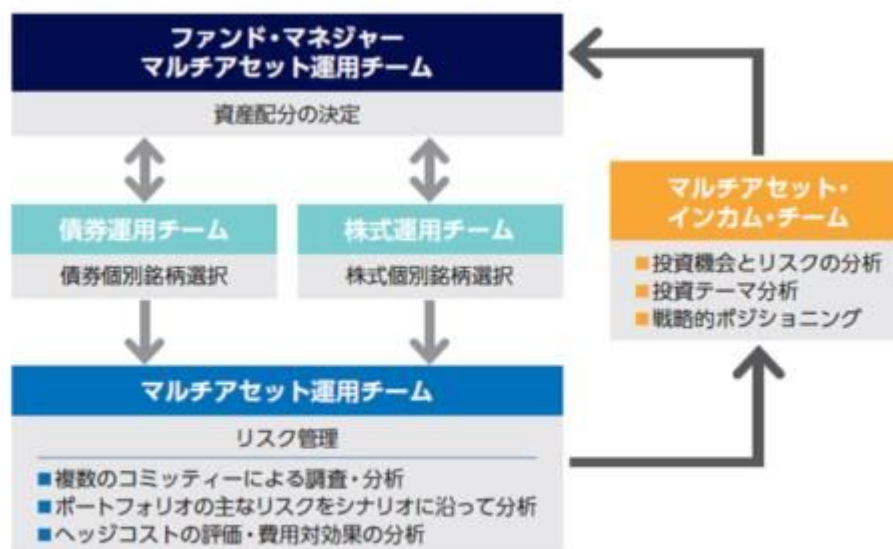 ファンド・マネジャー
マルチアセット運用チーム
資産配分の決定
債券運用チーム
債券個別銘柄選択
株式運用チーム
株式個別銘柄選択
マルチアセット・
インカム・チーム
■投資機会とリスクの分析
■投資テーマ分析
■戦略的ポジショニング
マルチアセット運用チーム
リスク管理
■複数のコミッティーによる調査・分析
■ポートフォリオの主なリスクをシナリオに沿って分析
■ヘッジコストの評価・費用対効果の分析